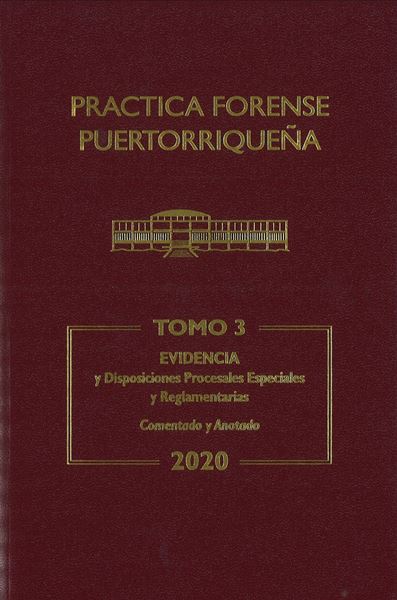 PRACTICA FORENSE
PUERTORRIQUEÑA
TOMO 3
EVIDENCIA
y Disposiciones Procesales Especiales
y Reglamentarias
Comentado y Anotado
2020